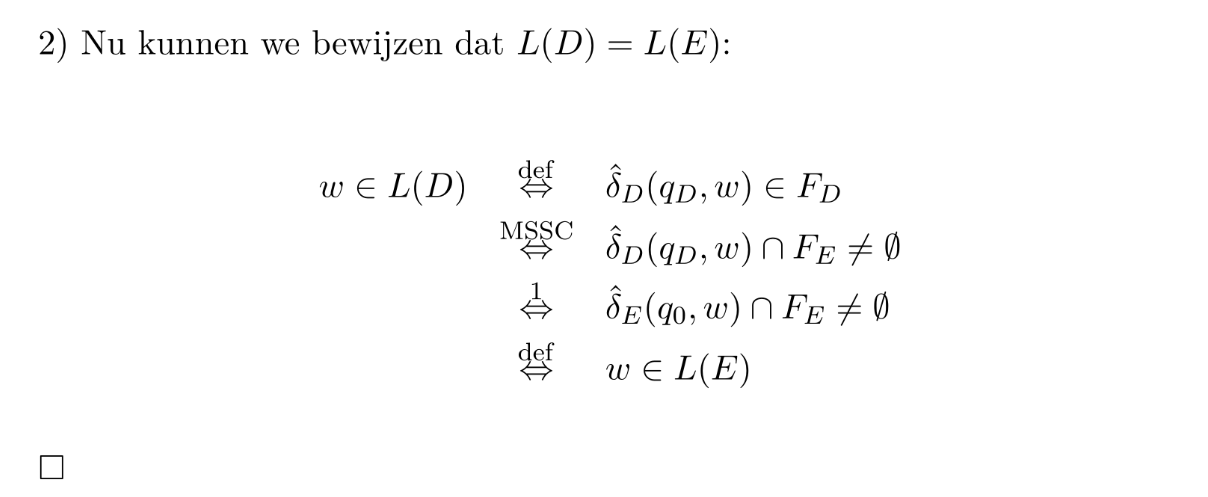 2) Nu kunnen we bewijzen dat L(D) = L(E):
w ∈ L(D) def⇔ δ̂_D(q_D, w) ∈ F_D
MSSC⇔ δ̂_D(q_D, w) ∩ F_E ≠ ∅
1⇔ δ̂_E(q_0, w) ∩ F_E ≠ ∅
def⇔ w ∈ L(E)
□